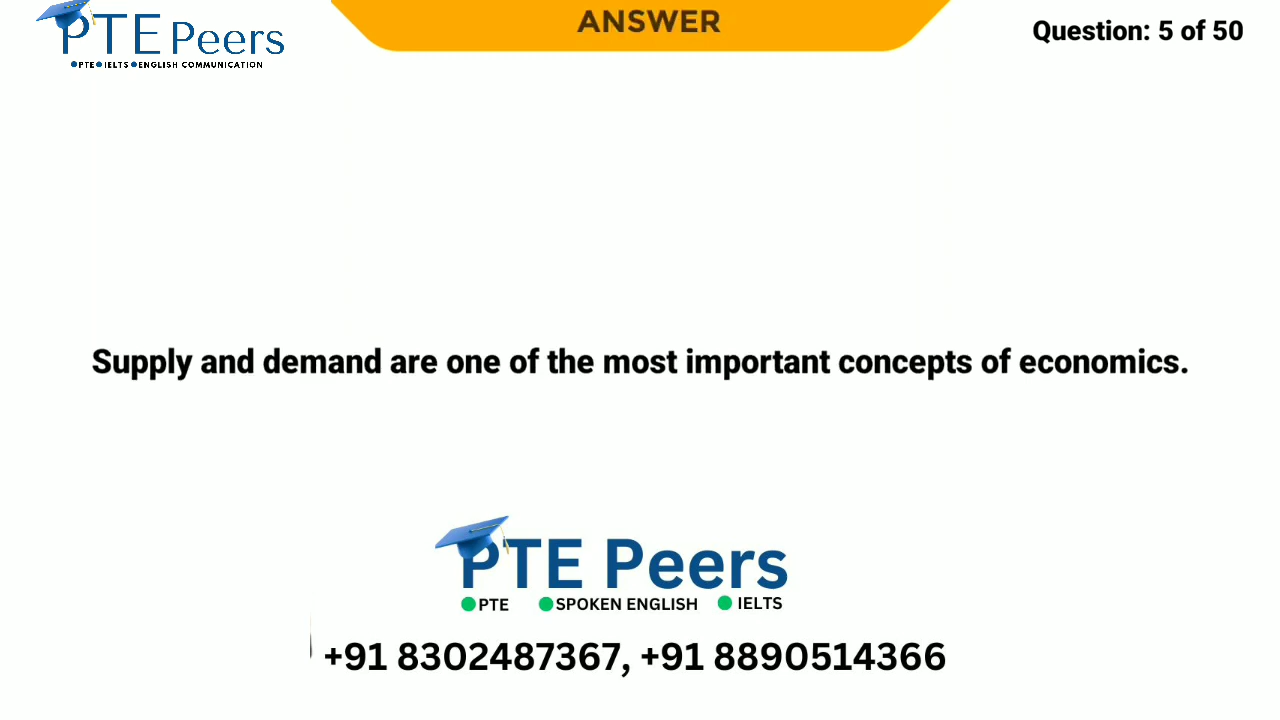 PTE Peers
PTE IELTS ENGLISH COMMUNICATION
ANSWER
Question: 5 of 50
Supply and demand are one of the most important concepts of economics.
PTE Peers
PTE SPOKEN ENGLISH IELTS
+91 8302487367, +91 8890514366